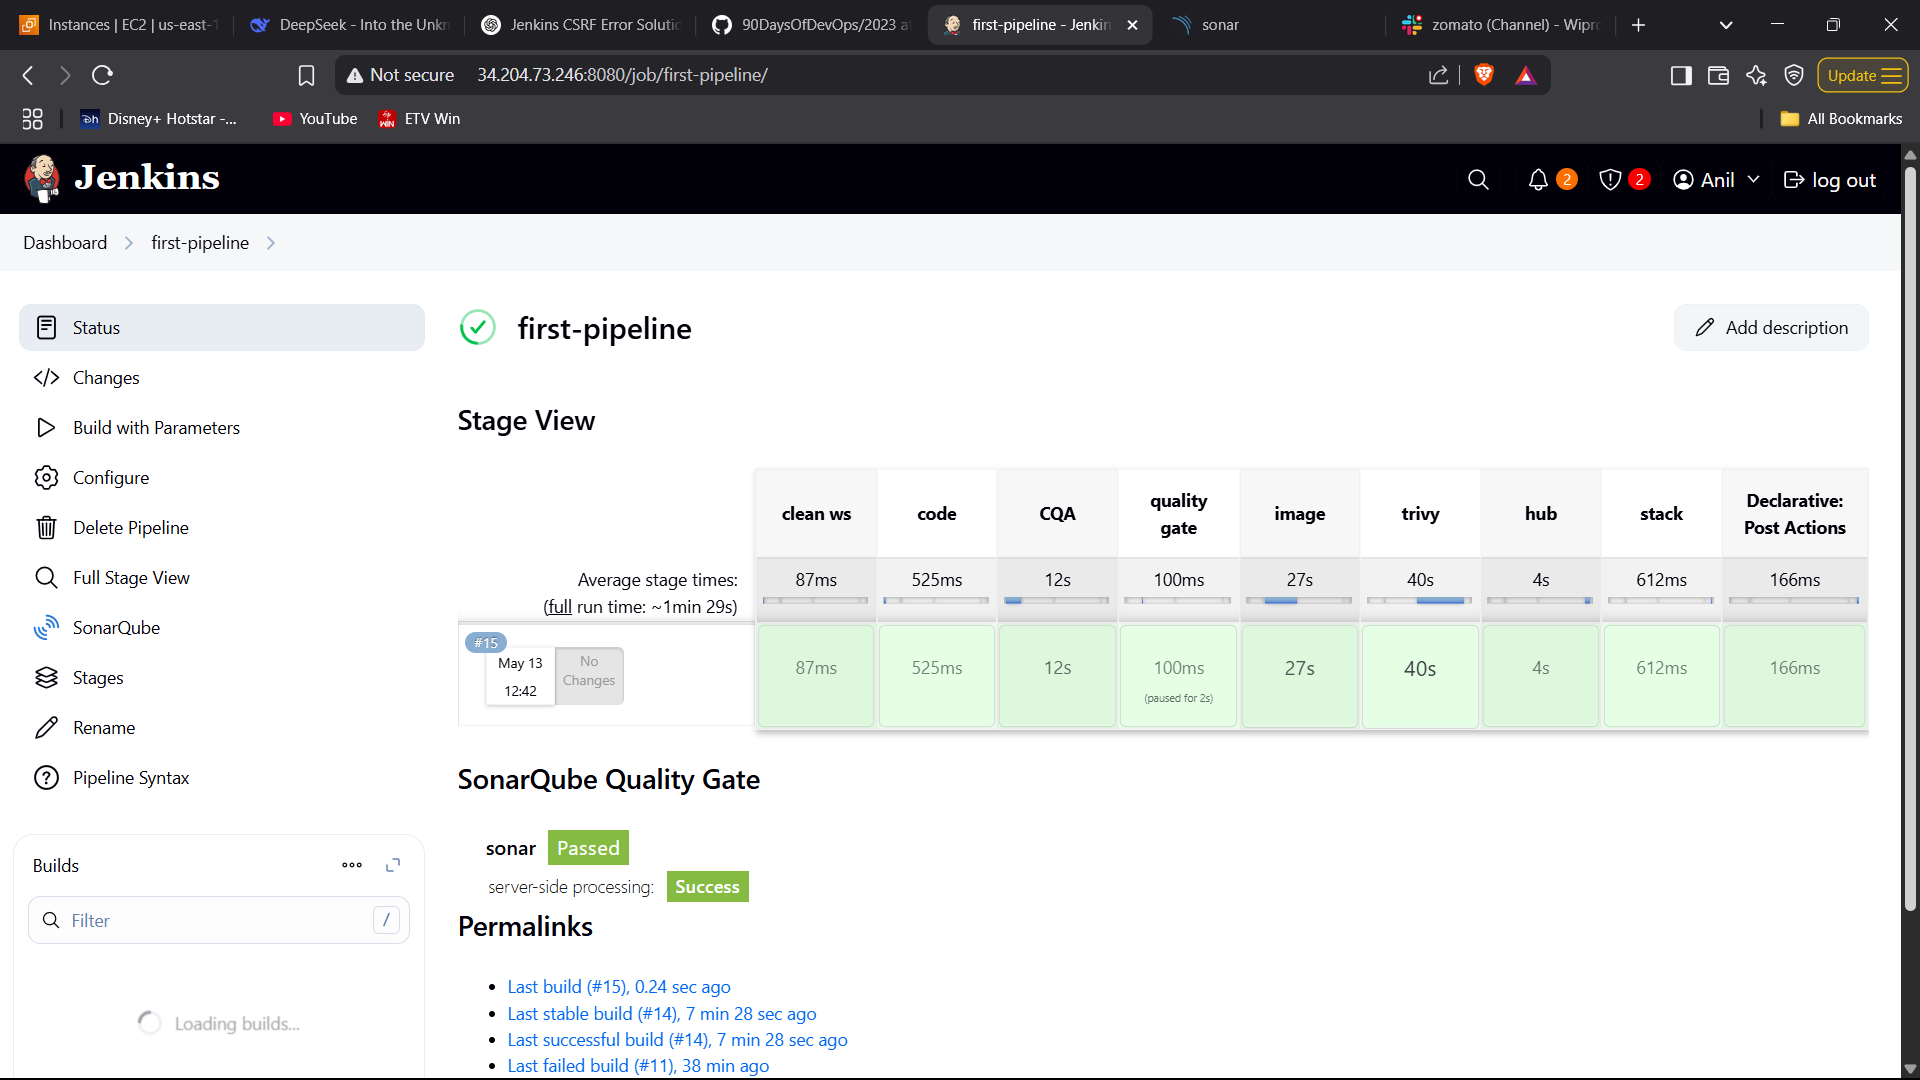 Instances | EC2 | us-east-1
DeepSeek - Into the Unkn
Jenkins CSRF Error Solutic
90DaysOfDevOps/2023 a
first-pipeline - Jenkin
sonar
zomato (Channel) - Wipro
Not secure 34.204.73.246:8080/job/first-pipeline/
Update
Disney+ Hotstar -...
YouTube
ETV Win
All Bookmarks
Jenkins
2
2
Anil
log out
Dashboard > first-pipeline >
Status
Changes
Build with Parameters
Configure
Delete Pipeline
Full Stage View
SonarQube
Stages
Rename
Pipeline Syntax
Builds
Filter /
Loading builds...
first-pipeline
Add description
Stage View
clean ws code CQA quality gate image trivy hub stack Declarative: Post Actions
Average stage times: 87ms 525ms 12s 100ms 27s 40s 4s 612ms 166ms
(full run time: ~1min 29s)
#15
May 13
12:42
No Changes
87ms 525ms 12s 100ms 27s 40s 4s 612ms 166ms
(paused for 2s)
SonarQube Quality Gate
sonar Passed
server-side processing: Success
Permalinks
Last build (#15), 0.24 sec ago
Last stable build (#14), 7 min 28 sec ago
Last successful build (#14), 7 min 28 sec ago
Last failed build (#11), 38 min ago